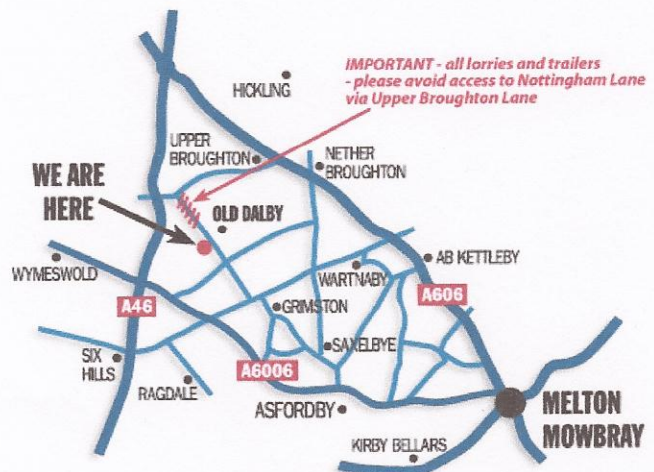 IMPORTANT - all lorries and trailers
- please avoid access to Nottingham Lane
via Upper Broughton Lane
HICKLING
UPPER
BROUGHTON
NETHER
BROUGHTON
WE ARE
HERE
OLD DALBY
WYMESWOLD
AB KETTLEBY
WARTNABY
A46
A606
GRIMSTON
SIX
HILLS
SAXELBYE
RAGDALE
A6006
ASFORDBY
MELTON
MOWBRAY
KIRBY BELLARS